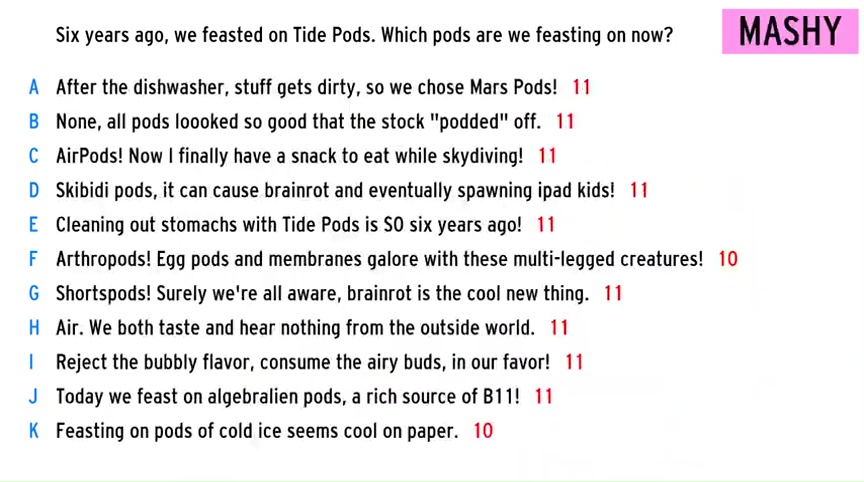 Six years ago, we feasted on Tide Pods. Which pods are we feasting on now?
MASHY
A After the dishwasher, stuff gets dirty, so we chose Mars Pods! 11
B None, all pods loooked so good that the stock "podded" off. 11
C AirPods! Now I finally have a snack to eat while skydiving! 11
D Skibidi pods, it can cause brainrot and eventually spawning ipad kids! 11
E Cleaning out stomachs with Tide Pods is SO six years ago! 11
F Arthropods! Egg pods and membranes galore with these multi-legged creatures! 10
G Shortspods! Surely we're all aware, brainrot is the cool new thing. 11
H Air. We both taste and hear nothing from the outside world. 11
I Reject the bubbly flavor, consume the airy buds, in our favor! 11
J Today we feast on algebralien pods, a rich source of B11! 11
K Feasting on pods of cold ice seems cool on paper. 10